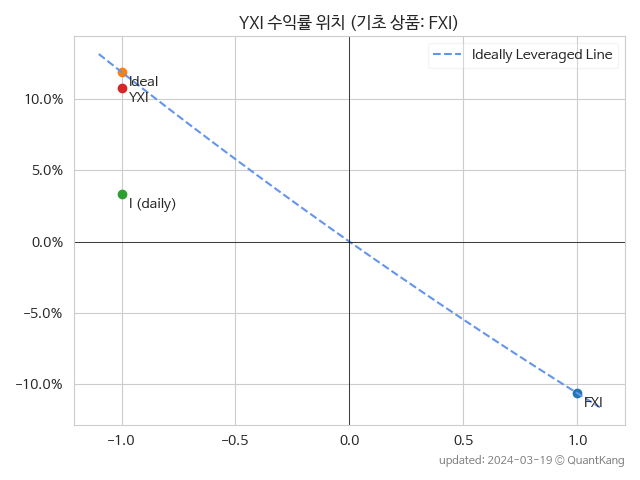 YXI 수익률 위치 (기초 상품: FXI)
Ideally Leveraged Line
Ideal
YXI
I (daily)
FXI
10.0%
5.0%
0.0%
−5.0%
−10.0%
−1.0
−0.5
0.0
0.5
1.0
updated: 2024-03-19 © QuantKang